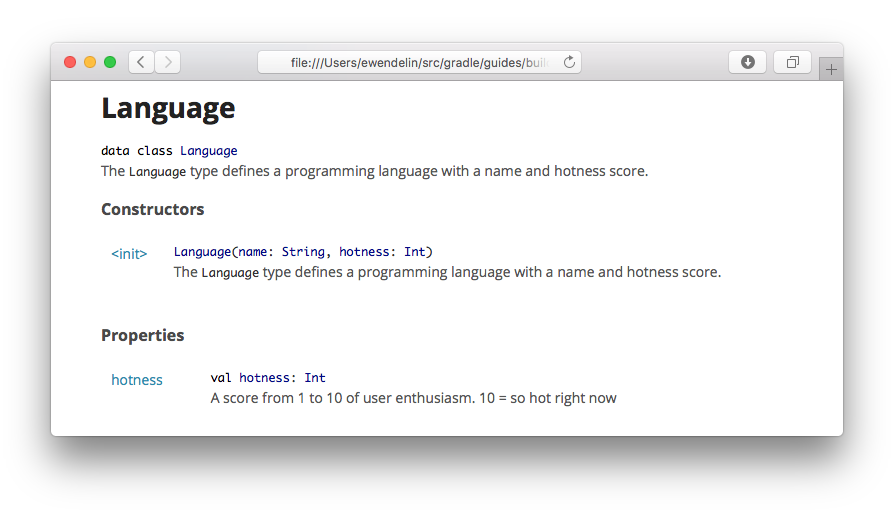 file:///Users/ewendelin/src/gradle/guides/buil
Language
data class Language
The Language type defines a programming language with a name and hotness score.
Constructors
<init>
Language(name: String, hotness: Int)
The Language type defines a programming language with a name and hotness score.
Properties
hotness
val hotness: Int
A score from 1 to 10 of user enthusiasm. 10 = so hot right now